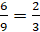 6/9 = 2/3